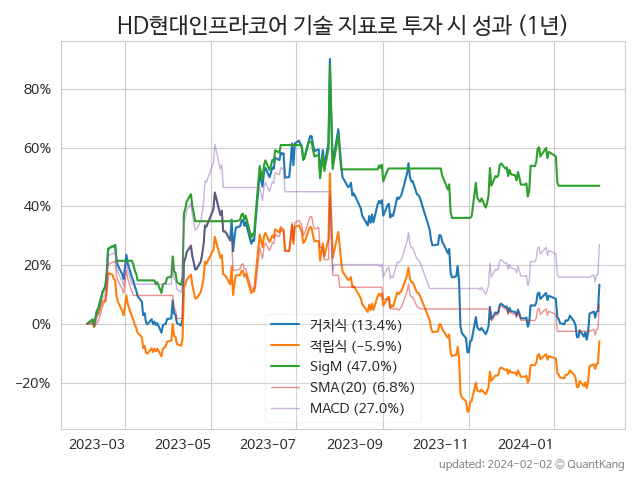 HD현대인프라코어 기술 지표로 투자 시 성과 (1년)
80%
60%
40%
20%
0%
−20%
거치식 (13.4%)
적립식 (−5.9%)
SigM (47.0%)
SMA(20) (6.8%)
MACD (27.0%)
2023−03
2023−05
2023−07
2023−09
2023−11
2024−01
updated: 2024-02-02 © QuantKang